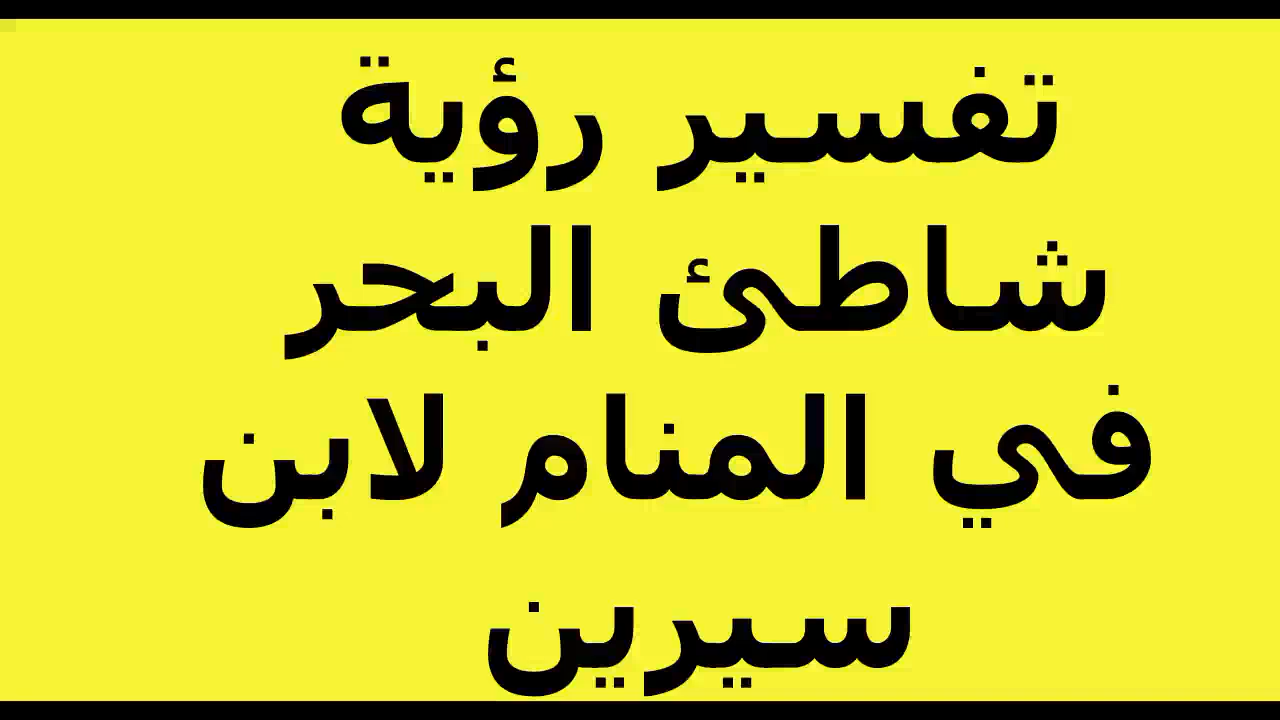 تفسير رؤية
شاطئ البحر
في المنام لابن
سيرين